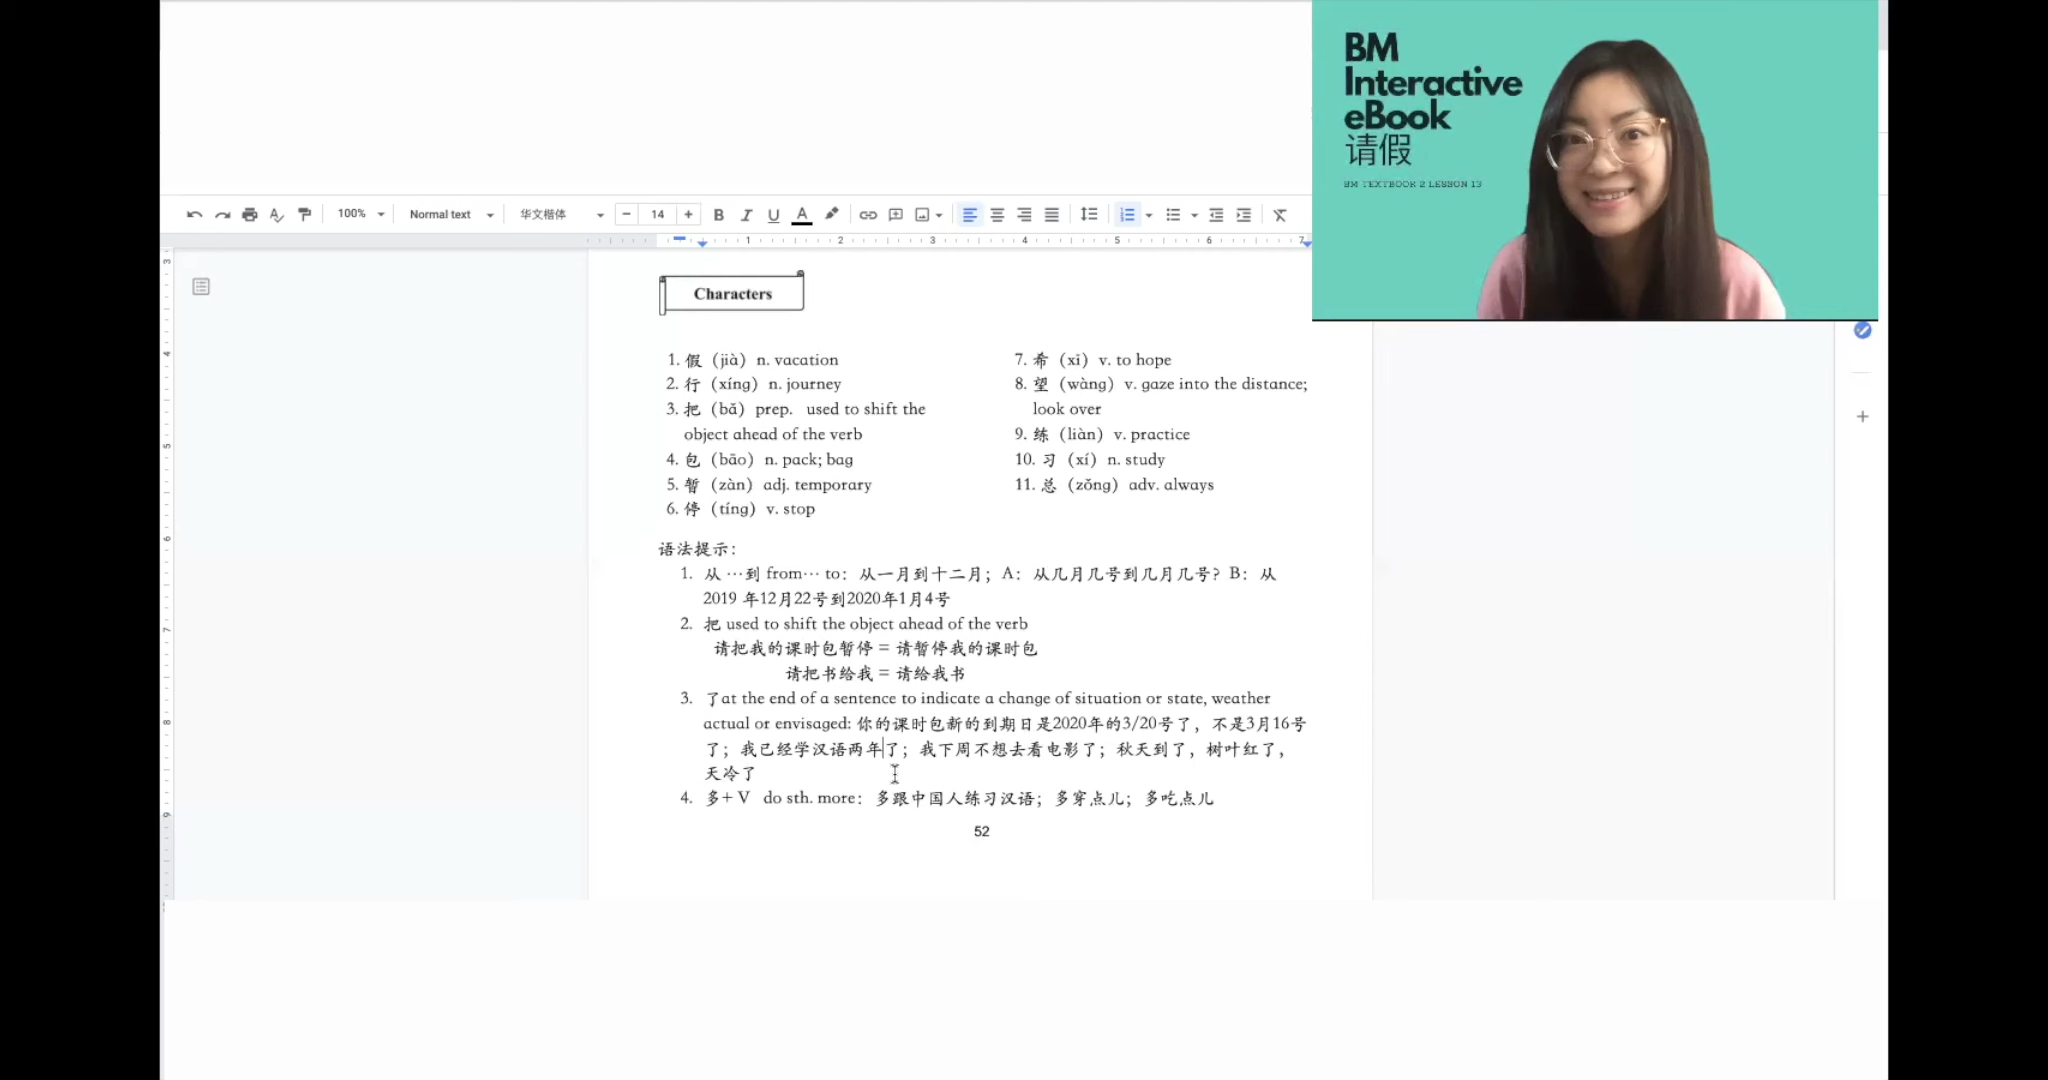 BM
Interactive
eBook
请假
BM TEXTBOOK 2 LESSON 13
100%
Normal text
华文楷体
14
1 2 3 4 5 6 7
Characters
1. 假（jià）n. vacation
2. 行（xíng）n. journey
3. 把（bǎ）prep. used to shift the
object ahead of the verb
4. 包（bāo）n. pack; bag
5. 暂（zàn）adj. temporary
6. 停（tíng）v. stop
7. 希（xī）v. to hope
8. 望（wàng）v. gaze into the distance;
look over
9. 练（liàn）v. practice
10. 习（xí）n. study
11. 总（zǒng）adv. always
语法提示：
1. 从 …到 from… to：从一月到十二月；A：从几月几号到几月几号？B：从
2019 年12月22号到2020年1月4号
2. 把 used to shift the object ahead of the verb
请把我的课时包暂停 = 请暂停我的课时包
请把书给我 = 请给我书
3. 了at the end of a sentence to indicate a change of situation or state, weather
actual or envisaged: 你的课时包新的到期日是2020年的3/20号了，不是3月16号
了；我已经学汉语两年了；我下周不想去看电影了；秋天到了，树叶红了，
天冷了
4. 多+ V do sth. more：多跟中国人练习汉语；多穿点儿；多吃点儿
52